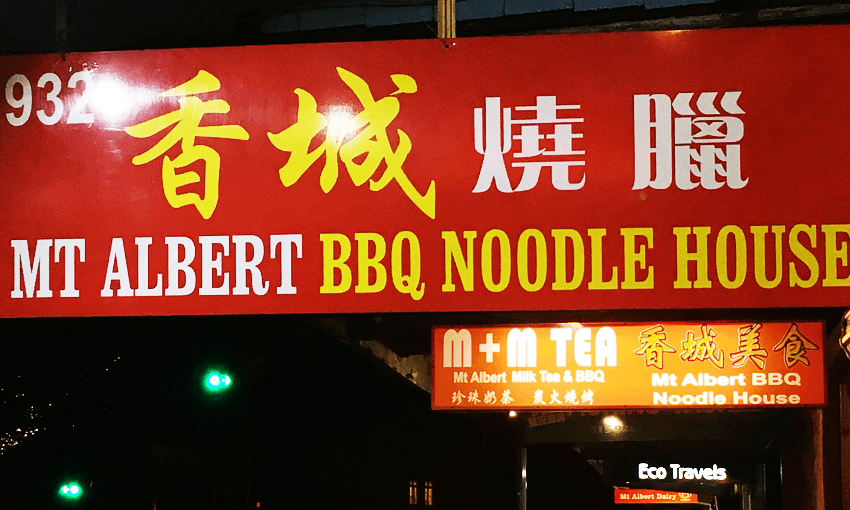 932 香城燒臘
MT ALBERT BBQ NOODLE HOUSE
M+M TEA
Mt Albert Milk Tea & BBQ
珍珠奶茶 炭火燒烤
香城美食
Mt Albert BBQ
Noodle House
Eco Travels
Mt Albert Dairy